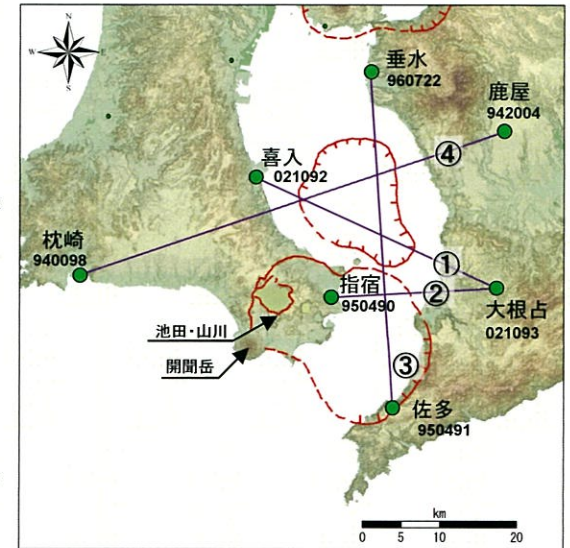 N
W
E
S
垂水
960722
鹿屋
942004
④
喜入
021092
枕崎
940098
①
指宿
950490
②
大根占
021093
池田・山川
開聞岳
③
佐多
950491
km
0 5 10 20